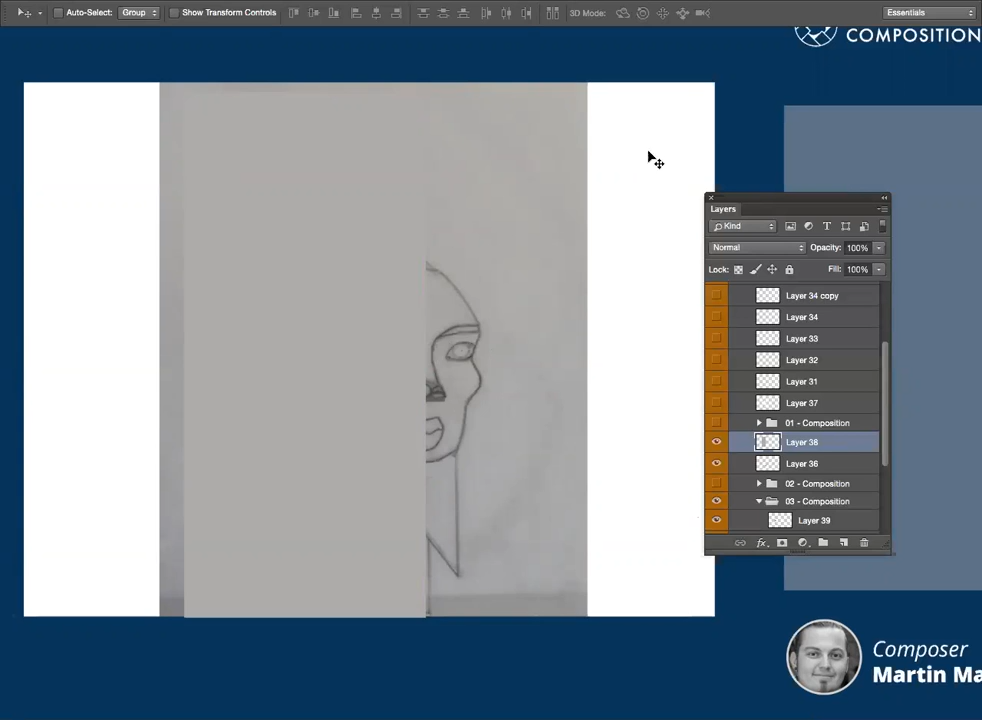 Auto-Select: Group Show Transform Controls 3D Mode: Essentials
COMPOSITION
Layers
Kind
Normal Opacity: 100%
Lock: Fill: 100%
Layer 34 copy
Layer 34
Layer 33
Layer 32
Layer 31
Layer 37
01 - Composition
Layer 38
Layer 36
02 - Composition
03 - Composition
Layer 39
fx
Composer
Martin Ma